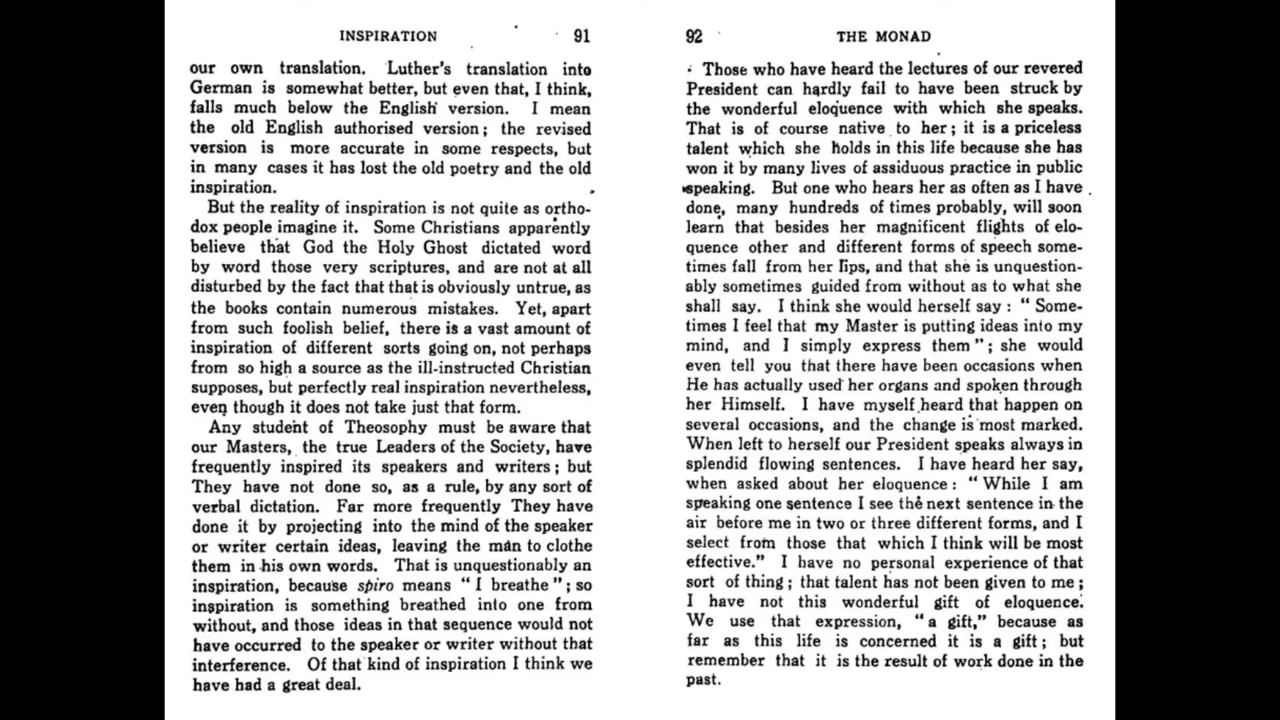 INSPIRATION 91
our own translation. Luther's translation into
German is somewhat better, but even that, I think,
falls much below the English version. I mean
the old English authorised version; the revised
version is more accurate in some respects, but
in many cases it has lost the old poetry and the old
inspiration.
But the reality of inspiration is not quite as ortho-
dox people imagine it. Some Christians apparently
believe that God the Holy Ghost dictated word
by word those very scriptures, and are not at all
disturbed by the fact that that is obviously untrue, as
the books contain numerous mistakes. Yet, apart
from such foolish belief, there is a vast amount of
inspiration of different sorts going on, not perhaps
from so high a source as the ill-instructed Christian
supposes, but perfectly real inspiration nevertheless,
even though it does not take just that form.
Any student of Theosophy must be aware that
our Masters, the true Leaders of the Society, have
frequently inspired its speakers and writers; but
They have not done so, as a rule, by any sort of
verbal dictation. Far more frequently They have
done it by projecting into the mind of the speaker
or writer certain ideas, leaving the man to clothe
them in his own words. That is unquestionably an
inspiration, because spiro means "I breathe"; so
inspiration is something breathed into one from
without, and those ideas in that sequence would not
have occurred to the speaker or writer without that
interference. Of that kind of inspiration I think we
have had a great deal.
92 THE MONAD
Those who have heard the lectures of our revered
President can hardly fail to have been struck by
the wonderful eloquence with which she speaks.
That is of course native to her; it is a priceless
talent which she holds in this life because she has
won it by many lives of assiduous practice in public
speaking. But one who hears her as often as I have
done, many hundreds of times probably, will soon
learn that besides her magnificent flights of elo-
quence other and different forms of speech some-
times fall from her lips, and that she is unquestion-
ably sometimes guided from without as to what she
shall say. I think she would herself say: "Some-
times I feel that my Master is putting ideas into my
mind, and I simply express them"; she would
even tell you that there have been occasions when
He has actually used her organs and spoken through
her Himself. I have myself heard that happen on
several occasions, and the change is most marked.
When left to herself our President speaks always in
splendid flowing sentences. I have heard her say,
when asked about her eloquence: "While I am
speaking one sentence I see the next sentence in the
air before me in two or three different forms, and I
select from those that which I think will be most
effective." I have no personal experience of that
sort of thing; that talent has not been given to me;
I have not this wonderful gift of eloquence.
We use that expression, "a gift," because as
far as this life is concerned it is a gift; but
remember that it is the result of work done in the
past.